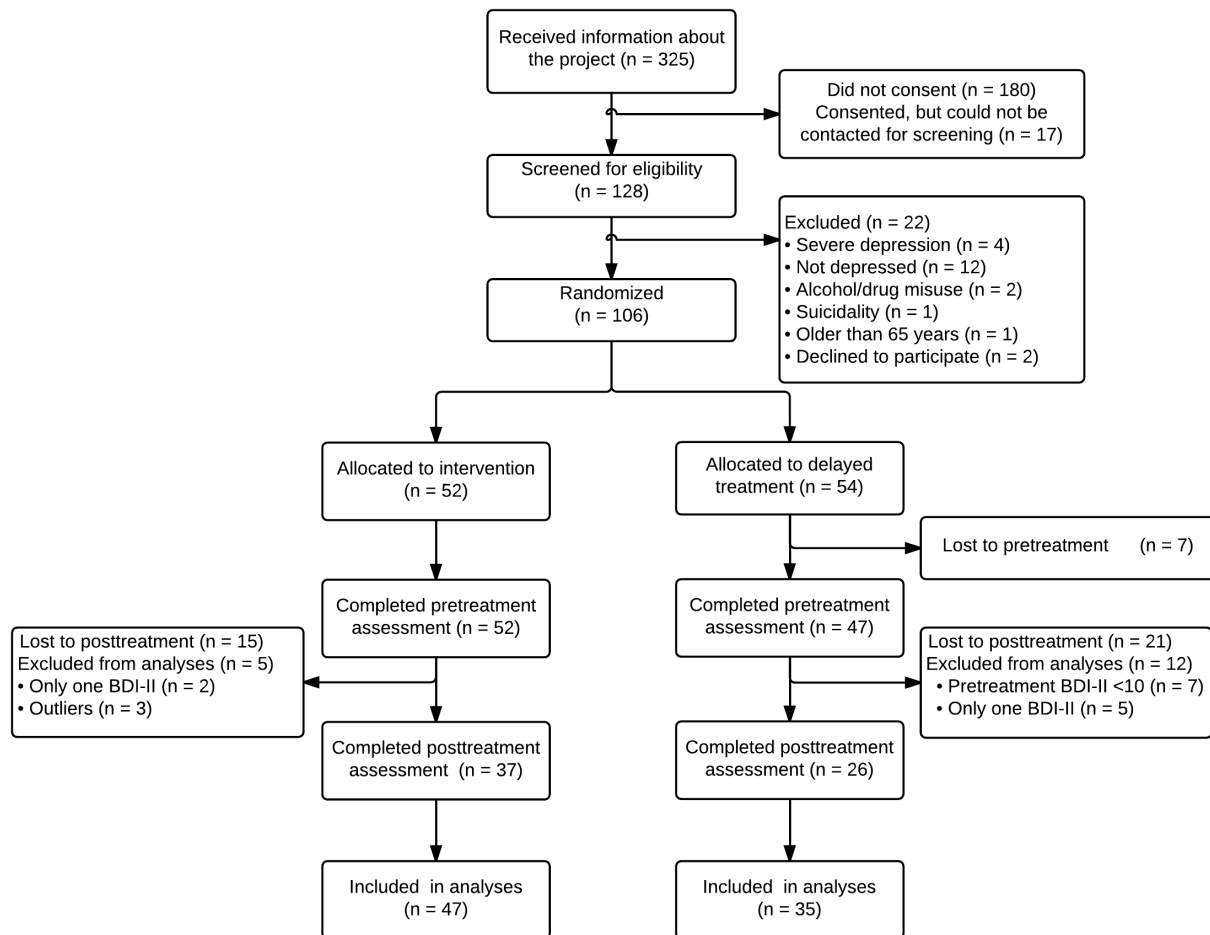 Received information about
the project (n = 325)
Did not consent (n = 180)
Consented, but could not be
contacted for screening (n = 17)
Screened for eligibility
(n = 128)
Excluded (n = 22)
• Severe depression (n = 4)
• Not depressed (n = 12)
• Alcohol/drug misuse (n = 2)
• Suicidality (n = 1)
• Older than 65 years (n = 1)
• Declined to participate (n = 2)
Randomized
(n = 106)
Allocated to intervention
(n = 52)
Allocated to delayed
treatment (n = 54)
Lost to pretreatment (n = 7)
Completed pretreatment
assessment (n = 52)
Completed pretreatment
assessment (n = 47)
Lost to posttreatment (n = 15)
Excluded from analyses (n = 5)
• Only one BDI-II (n = 2)
• Outliers (n = 3)
Lost to posttreatment (n = 21)
Excluded from analyses (n = 12)
• Pretreatment BDI-II <10 (n = 7)
• Only one BDI-II (n = 5)
Completed posttreatment
assessment (n = 37)
Completed posttreatment
assessment (n = 26)
Included in analyses
(n = 47)
Included in analyses
(n = 35)